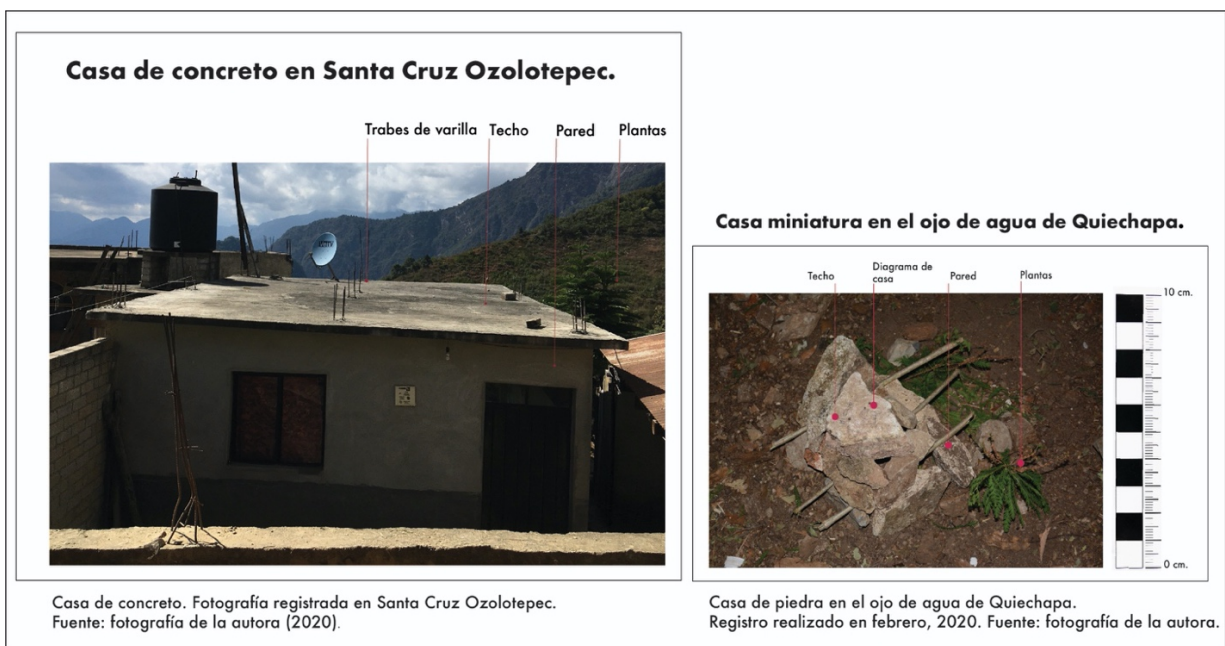 Casa de concreto en Santa Cruz Ozolotepec.
Trabes de varilla Techo Pared Plantas
Casa de concreto. Fotografía registrada en Santa Cruz Ozolotepec.
Fuente: fotografía de la autora (2020).
Casa miniatura en el ojo de agua de Quiechapa.
Techo Diagrama de casa Pared Plantas
10 cm.
0 cm.
Casa de piedra en el ojo de agua de Quiechapa.
Registro realizado en febrero, 2020. Fuente: fotografía de la autora.